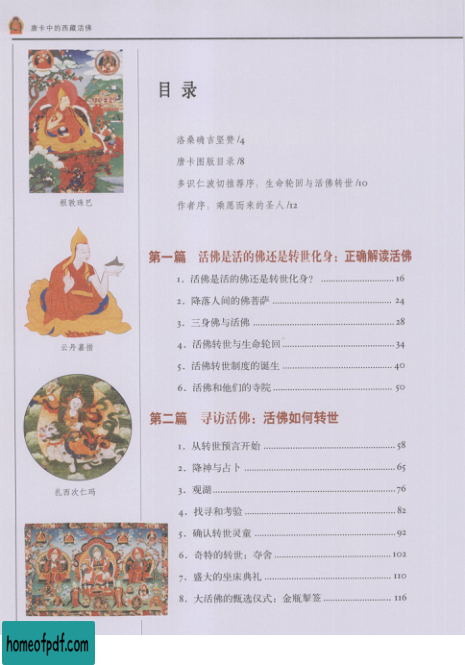 唐卡中的西藏活佛
目 录
洛桑确吉坚赞/4
唐卡图版目录/8
多识仁波切推荐序：生命轮回与活佛转世/10
作者序：乘愿而来的圣人/12
根敦珠巴
第一篇 活佛是活的佛还是转世化身：正确解读活佛
1．活佛是活的佛还是转世化身？ ........................ 16
2．降落人间的佛菩萨 ........................ 24
3．三身佛与活佛 ........................ 28
4．活佛转世与生命轮回 ........................ 34
5．活佛转世制度的诞生 ........................ 40
6．活佛和他们的寺院 ........................ 50
云丹嘉措
第二篇 寻访活佛：活佛如何转世
1．从转世预言开始 ........................ 58
2．降神与占卜 ........................ 65
3．观湖 ........................ 76
4．找寻和考验 ........................ 82
5．确认转世灵童 ........................ 92
6．奇特的转世：夺舍 ........................ 102
7．盛大的坐床典礼 ........................ 110
8．大活佛的甄选仪式：金瓶掣签 ........................ 116
扎西次仁玛
homeofpdf.com